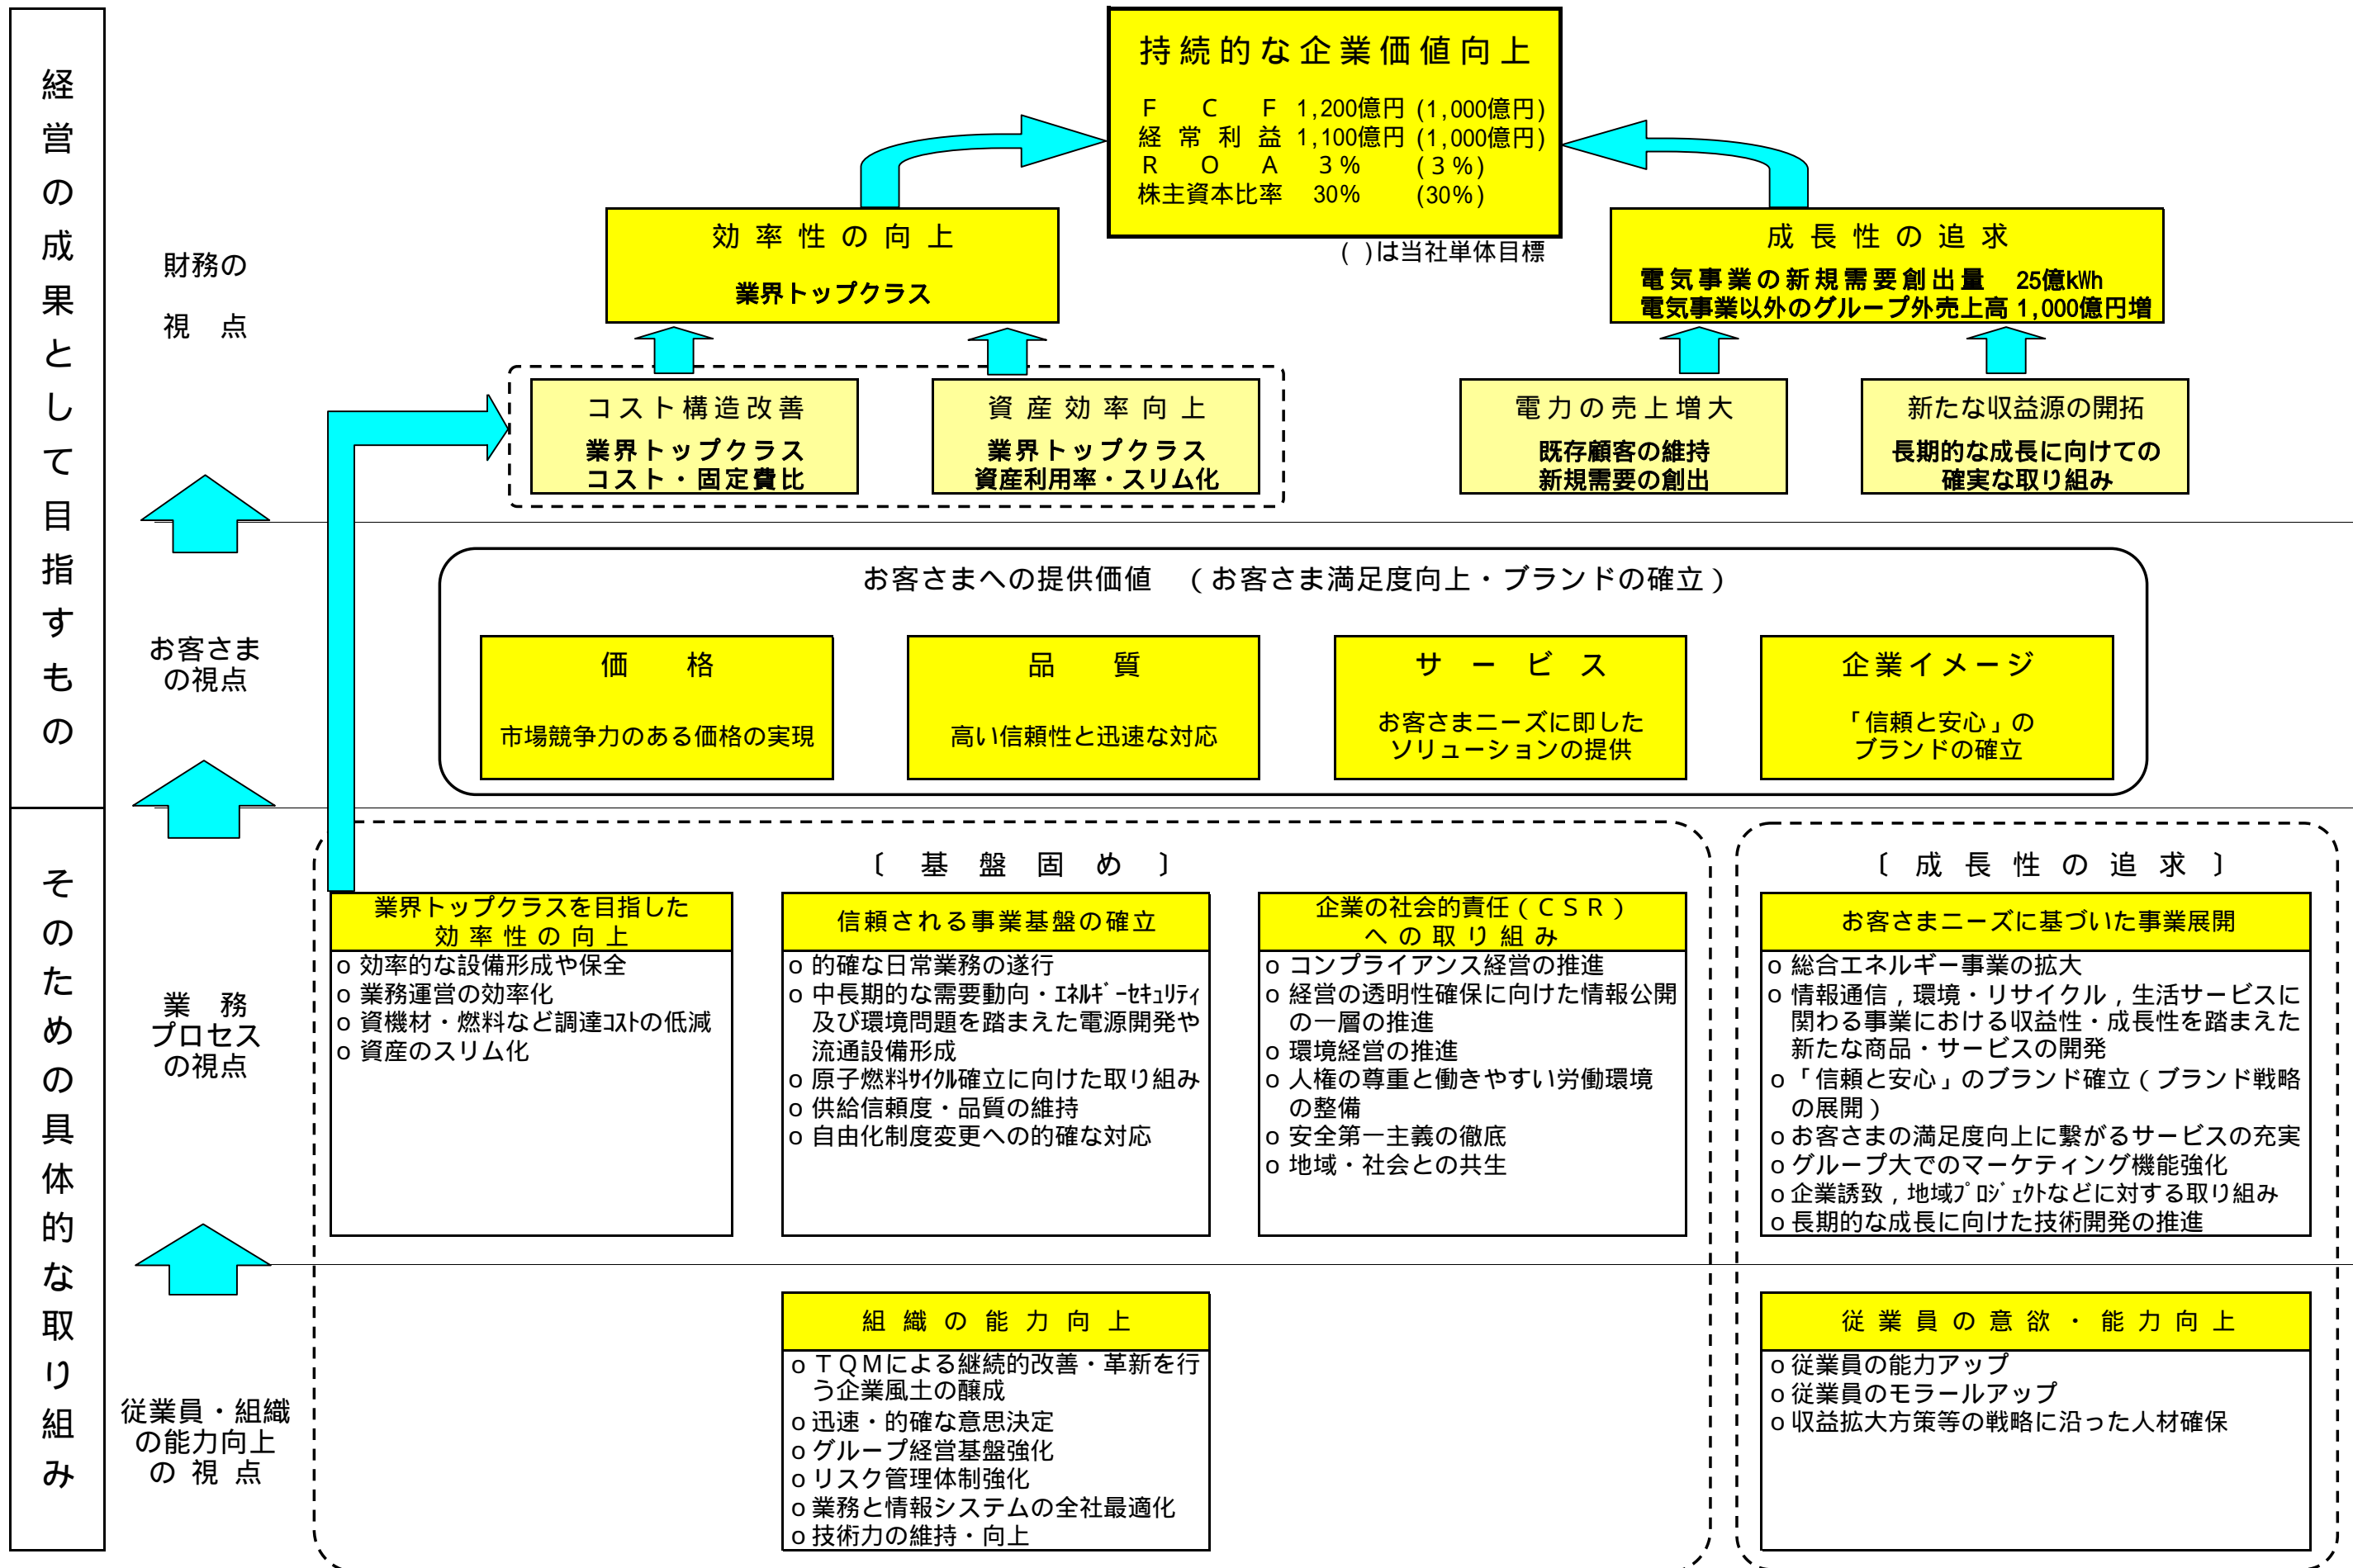 経営の成果として目指すもの
そのための具体的な取り組み
持続的な企業価値向上
ＦＣＦ 1,200億円 (1,000億円)
経常利益 1,100億円 (1,000億円)
ＲＯＡ 3％ (3％)
株主資本比率 30％ (30％)
( )は当社単体目標
財務の
視点
効率性の向上
業界トップクラス
成長性の追求
電気事業の新規需要創出量 25億kWh
電気事業以外のグループ外売上高 1,000億円増
コスト構造改善
業界トップクラス
コスト・固定費比
資産効率向上
業界トップクラス
資産利用率・スリム化
電力の売上増大
既存顧客の維持
新規需要の創出
新たな収益源の開拓
長期的な成長に向けての
確実な取り組み
お客さま
の視点
お客さまへの提供価値 （お客さま満足度向上・ブランドの確立）
価格
市場競争力のある価格の実現
品質
高い信頼性と迅速な対応
サービス
お客さまニーズに即した
ソリューションの提供
企業イメージ
「信頼と安心」の
ブランドの確立
業務
プロセス
の視点
〔基盤固め〕
業界トップクラスを目指した
効率性の向上
o 効率的な設備形成や保全
o 業務運営の効率化
o 資機材・燃料など調達ｺｽﾄの低減
o 資産のスリム化
信頼される事業基盤の確立
o 的確な日常業務の遂行
o 中長期的な需要動向・ｴﾈﾙｷﾞｰｾｷｭﾘﾃｨ
及び環境問題を踏まえた電源開発や
流通設備形成
o 原子燃料ｻｲｸﾙ確立に向けた取り組み
o 供給信頼度・品質の維持
o 自由化制度変更への的確な対応
企業の社会的責任（ＣＳＲ）
への取り組み
o コンプライアンス経営の推進
o 経営の透明性確保に向けた情報公開
の一層の推進
o 環境経営の推進
o 人権の尊重と働きやすい労働環境
の整備
o 安全第一主義の徹底
o 地域・社会との共生
〔成長性の追求〕
お客さまニーズに基づいた事業展開
o 総合エネルギー事業の拡大
o 情報通信，環境・リサイクル，生活サービスに
関わる事業における収益性・成長性を踏まえた
新たな商品・サービスの開発
o 「信頼と安心」のブランド確立（ブランド戦略
の展開）
o お客さまの満足度向上に繋がるサービスの充実
o グループ大でのマーケティング機能強化
o 企業誘致，地域ﾌﾟﾛｼﾞｪｸﾄなどに対する取り組み
o 長期的な成長に向けた技術開発の推進
従業員・組織
の能力向上
の視点
組織の能力向上
o ＴＱＭによる継続的改善・革新を行
う企業風土の醸成
o 迅速・的確な意思決定
o グループ経営基盤強化
o リスク管理体制強化
o 業務と情報システムの全社最適化
o 技術力の維持・向上
従業員の意欲・能力向上
o 従業員の能力アップ
o 従業員のモラールアップ
o 収益拡大方策等の戦略に沿った人材確保